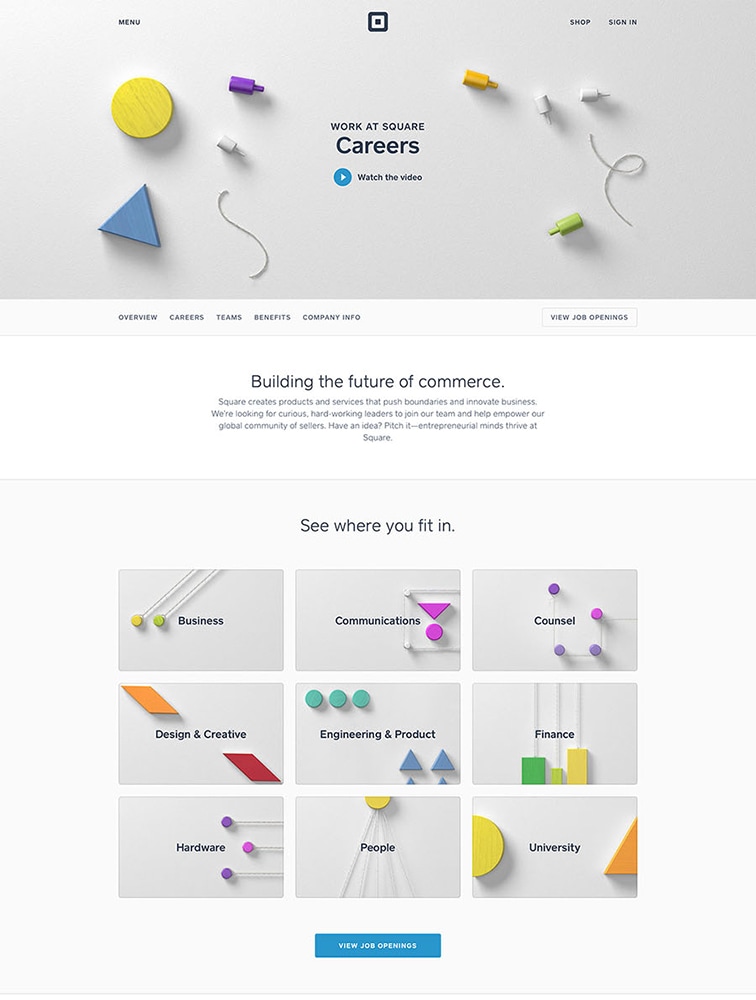 MENU
SHOP
SIGN IN
WORK AT SQUARE
Careers
Watch the video
OVERVIEW
CAREERS
TEAMS
BENEFITS
COMPANY INFO
VIEW JOB OPENINGS
Building the future of commerce.
Square creates products and services that push boundaries and innovate business.
We're looking for curious, hard-working leaders to join our team and help empower our
global community of sellers. Have an idea? Pitch it—entrepreneurial minds thrive at
Square.
See where you fit in.
Business
Communications
Counsel
Design & Creative
Engineering & Product
Finance
Hardware
People
University
VIEW JOB OPENINGS